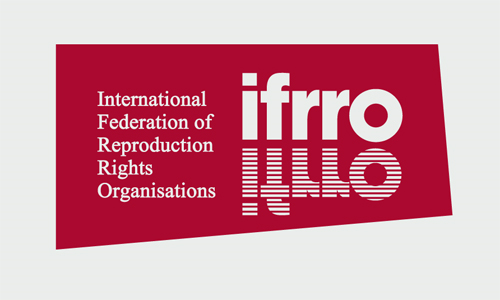 International
Federation of
Reproduction
Rights
Organisations
ifrro